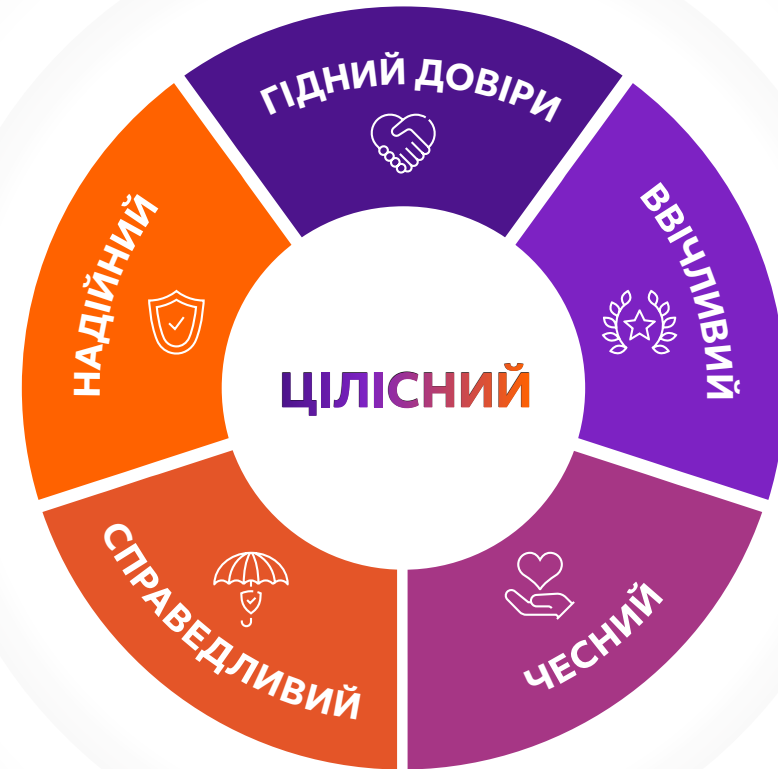 ГІДНИЙ ДОВІРИ
ВВІЧЛИВИЙ
ЧЕСНИЙ
СПРАВЕДЛИВИЙ
НАДІЙНИЙ
ЦІЛІСНИЙ